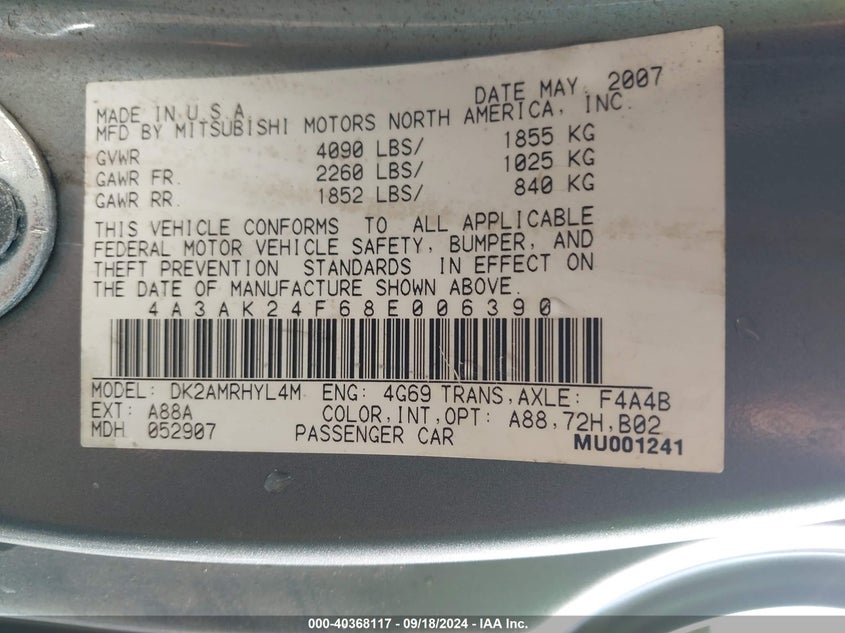 DATE MAY, 2007
MADE IN U.S.A.
MFD BY MITSUBISHI MOTORS NORTH AMERICA, INC.
GVWR 4090 LBS/ 1855 KG
GAWR FR. 2260 LBS/ 1025 KG
GAWR RR. 1852 LBS/ 840 KG
THIS VEHICLE CONFORMS TO ALL APPLICABLE
FEDERAL MOTOR VEHICLE SAFETY, BUMPER, AND
THEFT PREVENTION STANDARDS IN EFFECT ON
THE DATE OF MANUFACTURE SHOWN ABOVE.
4A3AK24F68E006390
MODEL: DK2AMRHYL4M ENG: 4G69 TRANS,AXLE: F4A4B
EXT: A88A COLOR,INT,OPT: A88,72H,B02
MDH 052907 PASSENGER CAR MU001241
000-40368117 - 09/18/2024 - IAA Inc.